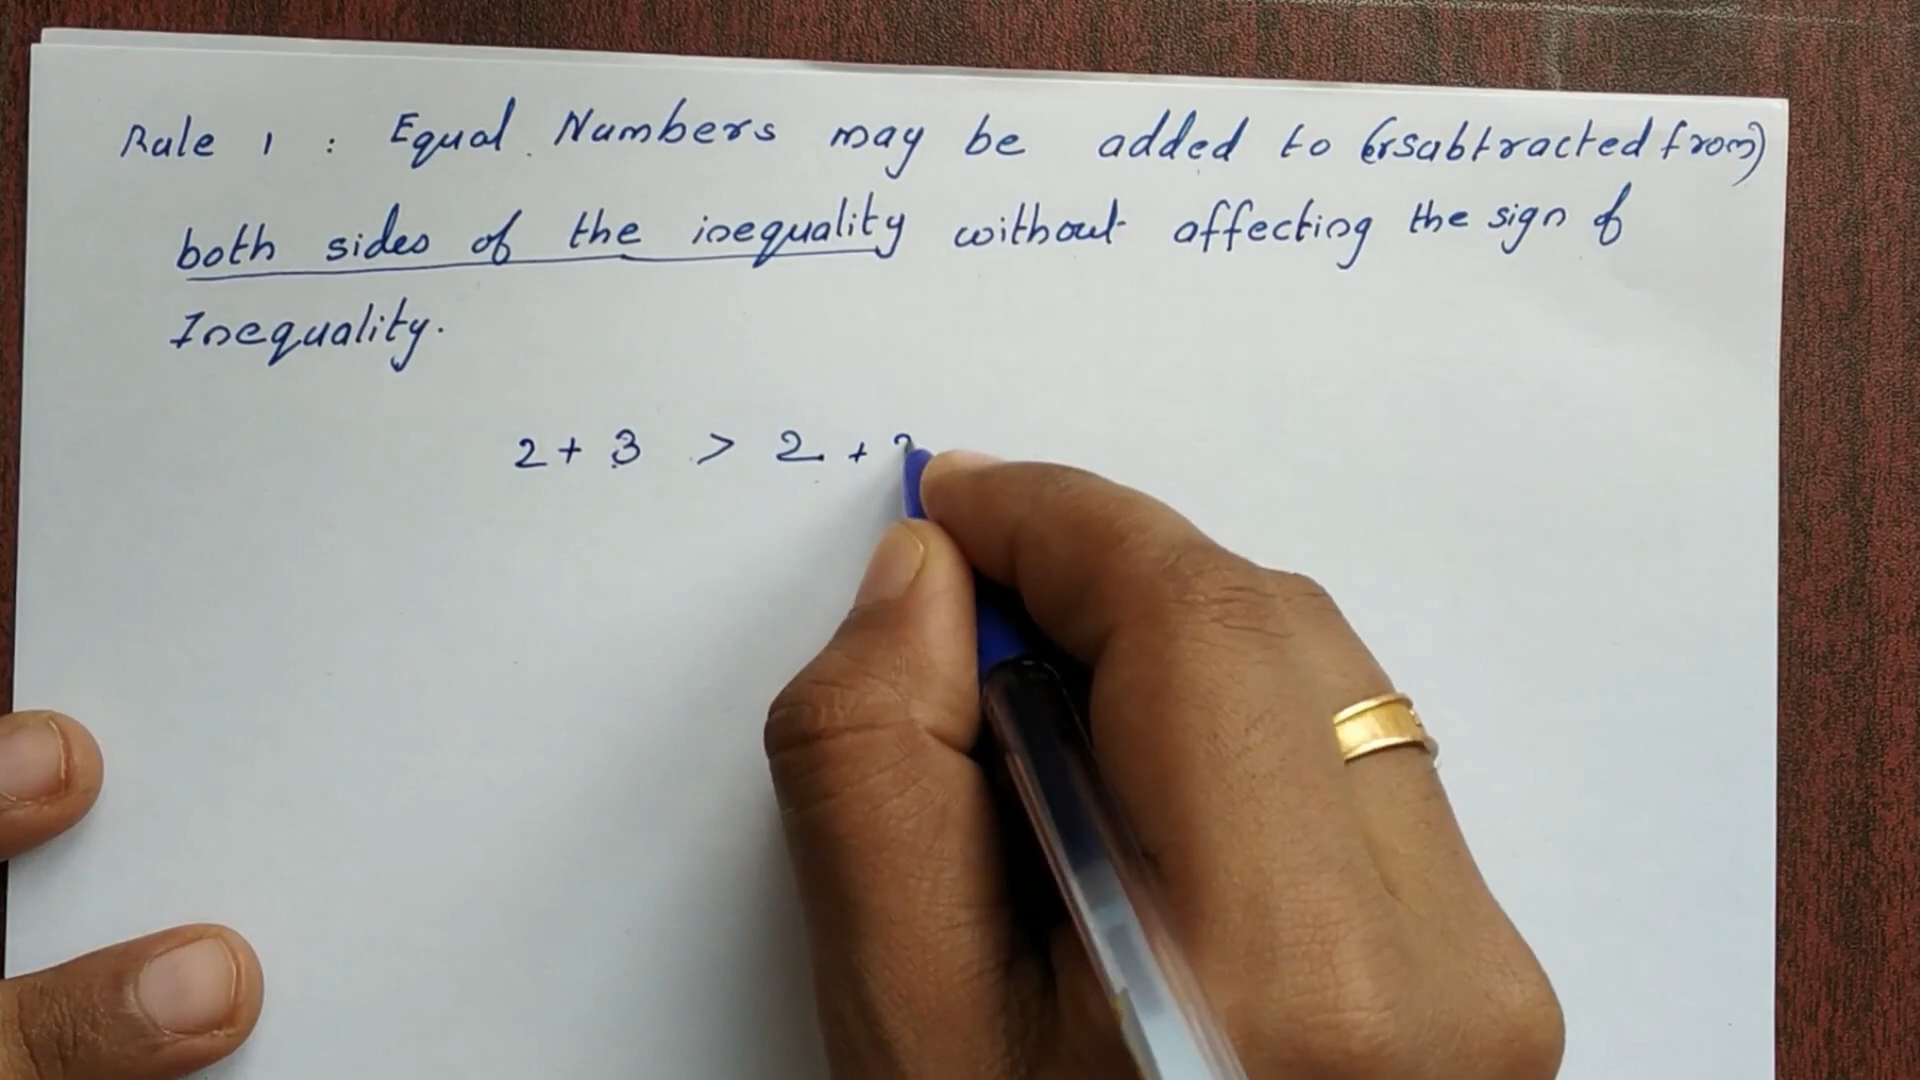 Rule 1 : Equal Numbers may be added to (or subtracted from)
both sides of the inequality without affecting the sign of
Inequality.
2 + 3 > 2 +